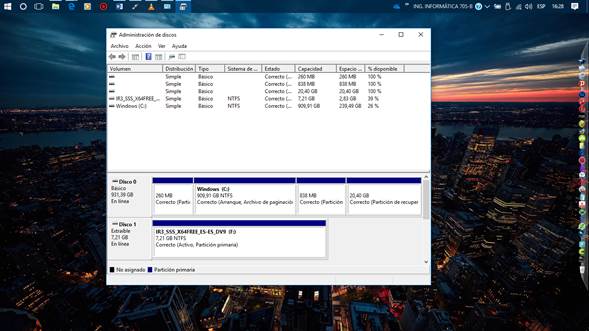 ING. INFORMÁTICA 705-B ESP 16:28
Administración de discos
Archivo Acción Ver Ayuda
Volumen Distribución Tipo Sistema de ... Estado Capacidad Espacio ... % disponible
Simple Básico Correcto (... 260 MB 260 MB 100 %
Simple Básico Correcto (... 838 MB 838 MB 100 %
Simple Básico Correcto (... 20,40 GB 20,40 GB 100 %
IR3_SSS_X64FREE_... Simple Básico NTFS Correcto (... 7,21 GB 2,83 GB 39 %
Windows (C:) Simple Básico NTFS Correcto (... 909,91 GB 239,49 GB 26 %
Disco 0
Básico
931,39 GB
En línea
260 MB
Correcto (Parti
Windows (C:)
909,91 GB NTFS
Correcto (Arranque, Archivo de paginación
838 MB
Correcto (Partición
20,40 GB
Correcto (Partición de recuper
Disco 1
Extraíble
7,21 GB
En línea
IR3_SSS_X64FREE_ES-ES_DV9 (F:)
7,21 GB NTFS
Correcto (Activo, Partición primaria)
No asignado Partición primaria